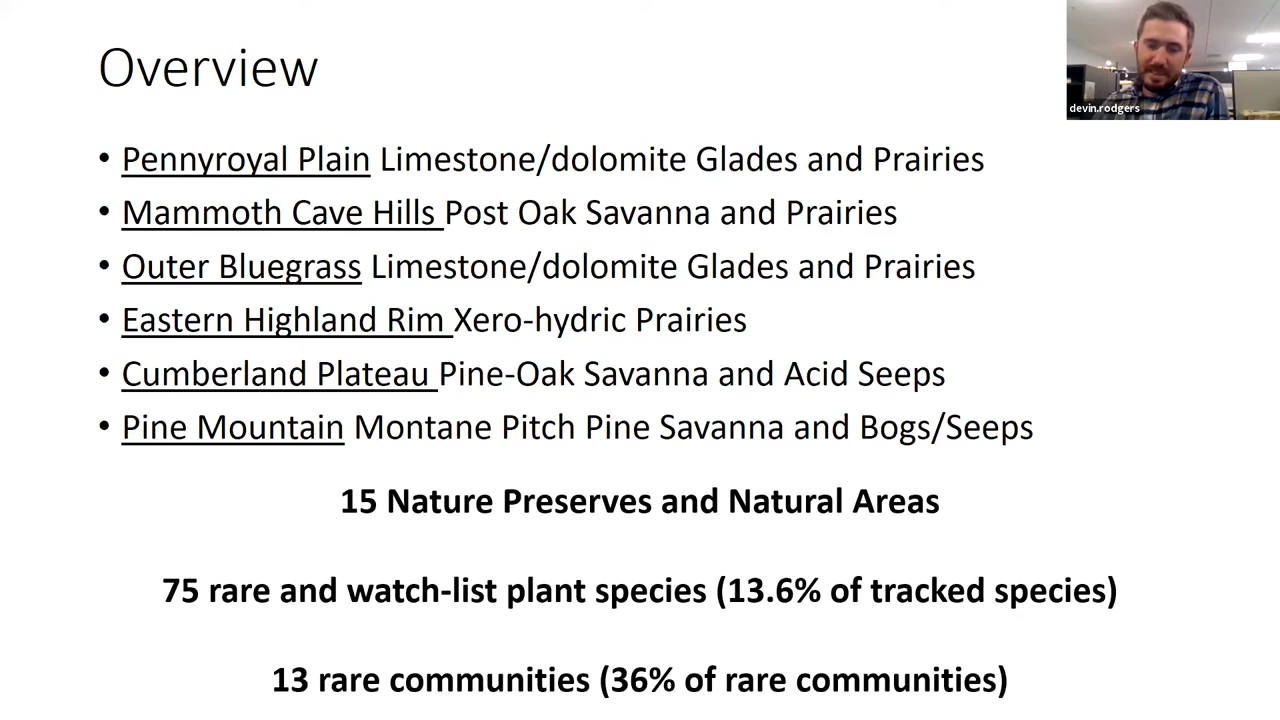 Overview
devin.rodgers
• Pennyroyal Plain Limestone/dolomite Glades and Prairies
• Mammoth Cave Hills Post Oak Savanna and Prairies
• Outer Bluegrass Limestone/dolomite Glades and Prairies
• Eastern Highland Rim Xero-hydric Prairies
• Cumberland Plateau Pine-Oak Savanna and Acid Seeps
• Pine Mountain Montane Pitch Pine Savanna and Bogs/Seeps
15 Nature Preserves and Natural Areas
75 rare and watch-list plant species (13.6% of tracked species)
13 rare communities (36% of rare communities)